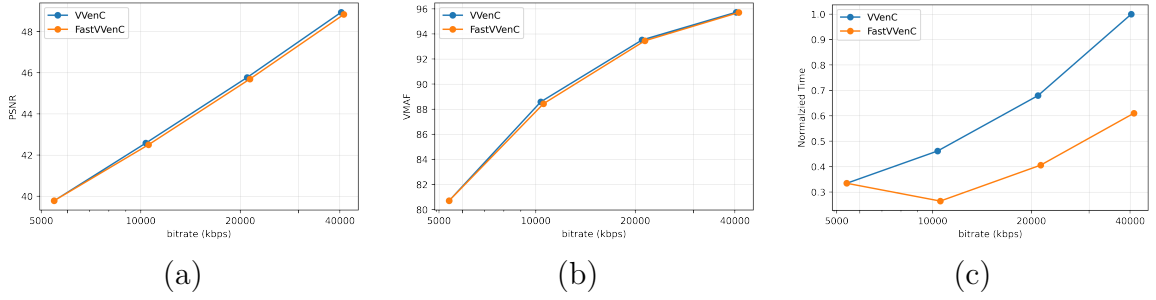 VVenC
FastVVenC
PSNR
48
46
44
42
40
5000
10000
20000
40000
bitrate (kbps)
(a)
VVenC
FastVVenC
VMAF
96
94
92
90
88
86
84
82
80
5000
10000
20000
40000
bitrate (kbps)
(b)
VVenC
FastVVenC
Normalzied Time
1.0
0.9
0.8
0.7
0.6
0.5
0.4
0.3
5000
10000
20000
40000
bitrate (kbps)
(c)